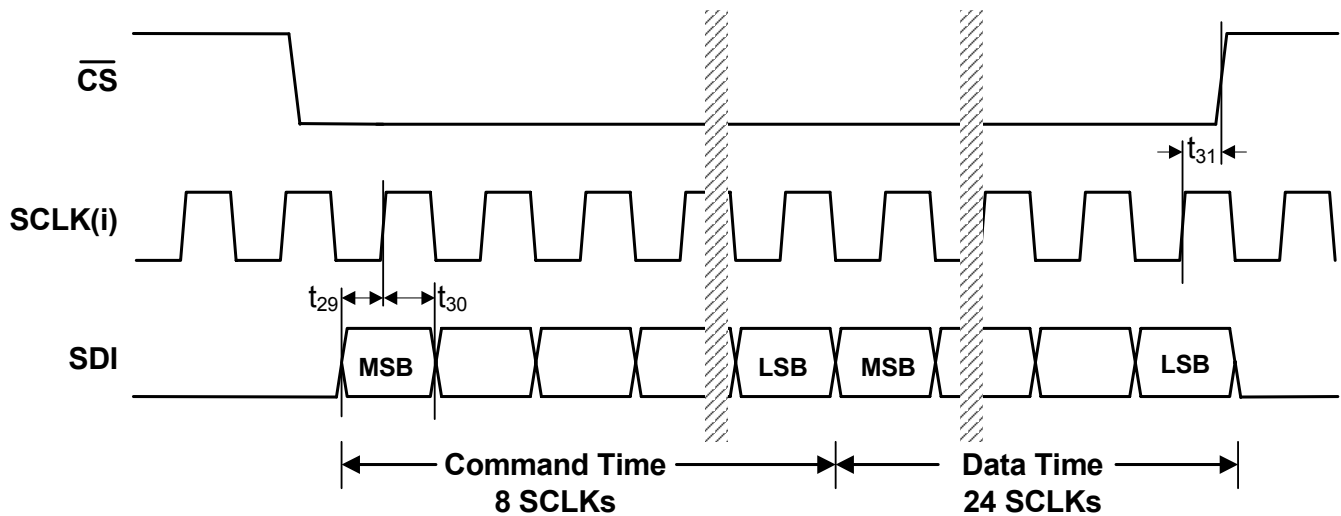 CS
t31
SCLK(i)
t29
t30
SDI
MSB
LSB
MSB
LSB
Command Time
8 SCLKs
Data Time
24 SCLKs